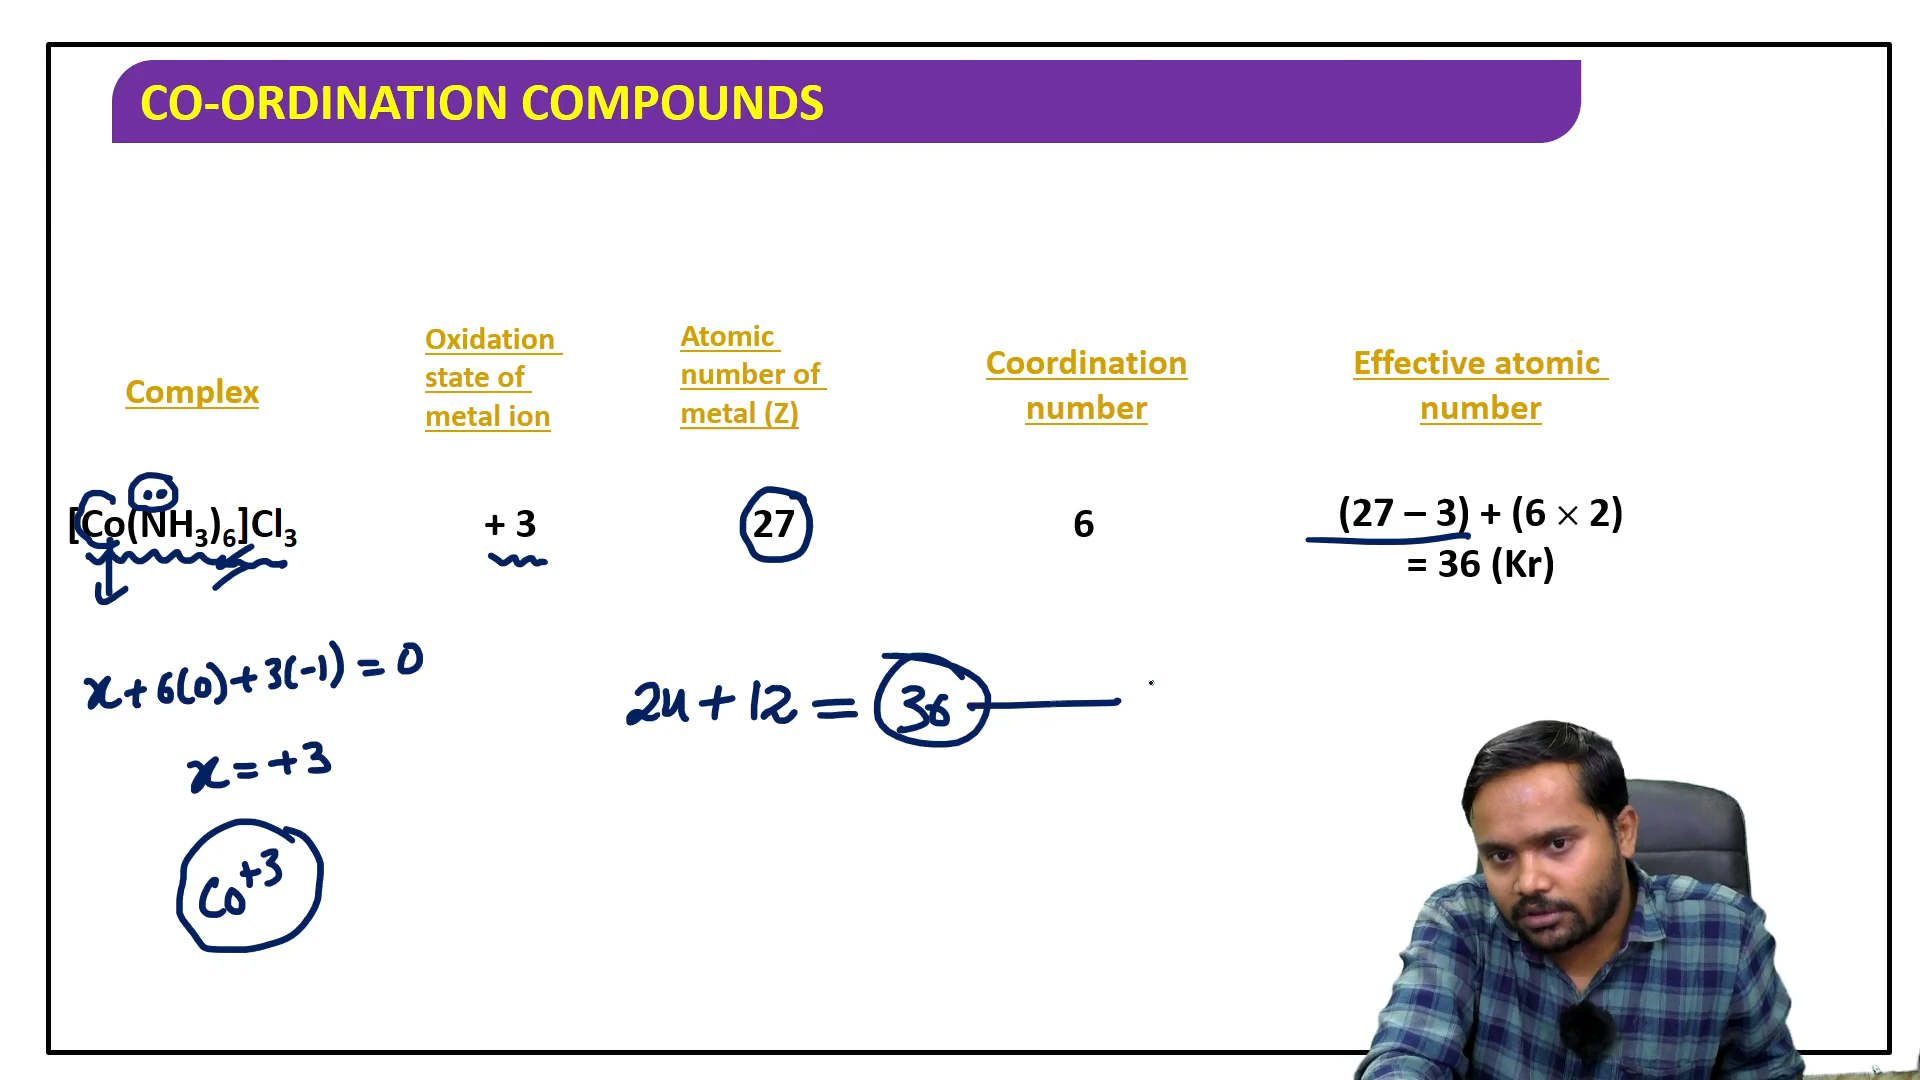 CO-ORDINATION COMPOUNDS
Complex
Oxidation
state of
metal ion
Atomic
number of
metal (Z)
Coordination
number
Effective atomic
number
[Co(NH₃)₆]Cl₃
+ 3
27
6
(27 – 3) + (6 × 2)
= 36 (Kr)
x + 6(0) + 3(-1) = 0
x = +3
Co⁺³
24 + 12 = 36